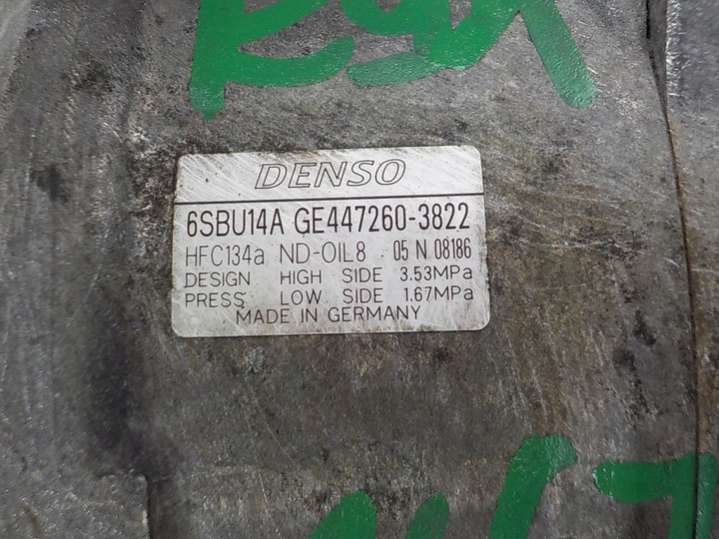 DENSO
6SBU14A GE447260-3822
HFC134a ND-OIL8 05 N 08186
DESIGN HIGH SIDE 3.53MPa
PRESS LOW SIDE 1.67MPa
MADE IN GERMANY